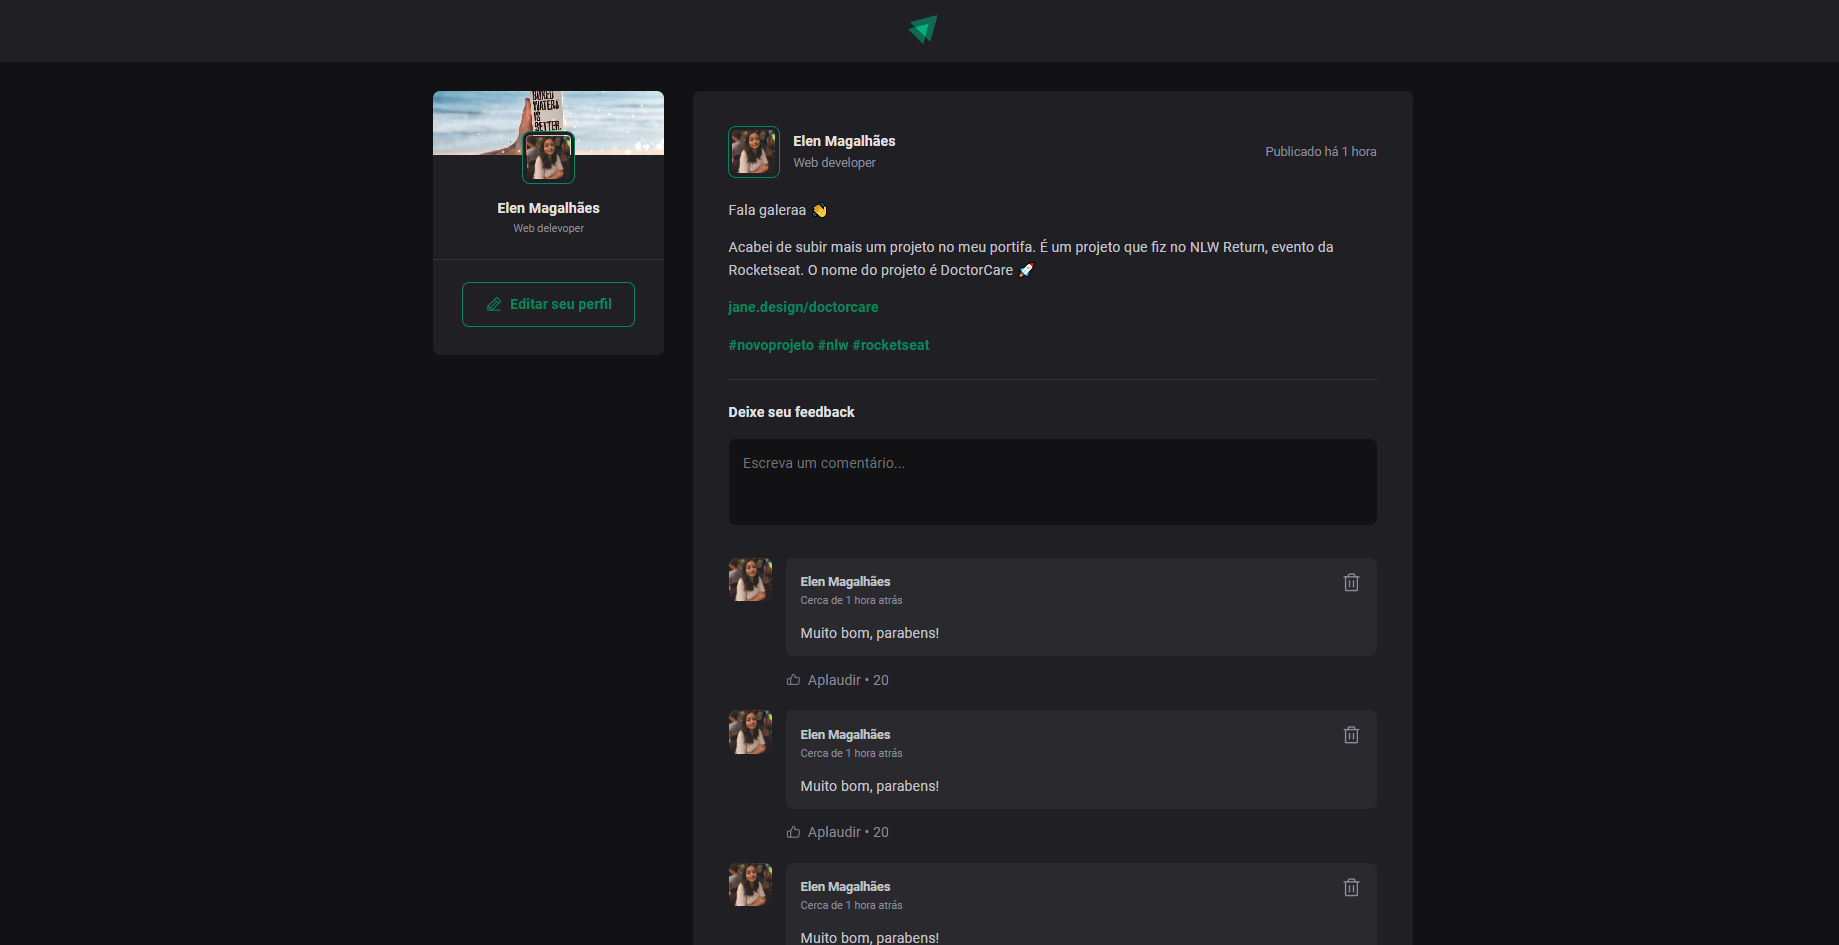 BOXED
WATER
IS
BETTER.
Elen Magalhães
Web delevoper
Editar seu perfil
Elen Magalhães
Web developer
Publicado há 1 hora
Fala galeraa 👋
Acabei de subir mais um projeto no meu portifa. É um projeto que fiz no NLW Return, evento da
Rocketseat. O nome do projeto é DoctorCare 🚀
jane.design/doctorcare
#novoprojeto #nlw #rocketseat
Deixe seu feedback
Escreva um comentário...
Elen Magalhães
Cerca de 1 hora atrás
Muito bom, parabens!
Aplaudir • 20
Elen Magalhães
Cerca de 1 hora atrás
Muito bom, parabens!
Aplaudir • 20
Elen Magalhães
Cerca de 1 hora atrás
Muito bom, parabens!